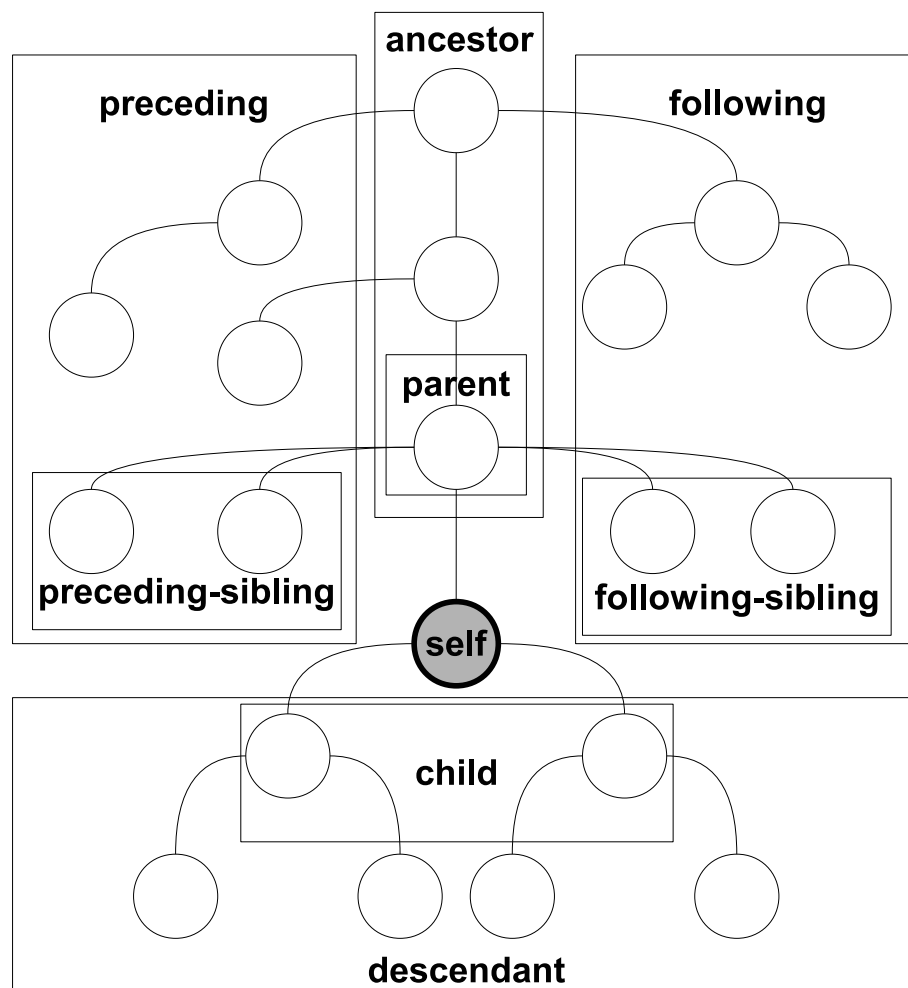 ancestor
preceding
following
parent
preceding-sibling
following-sibling
self
child
descendant